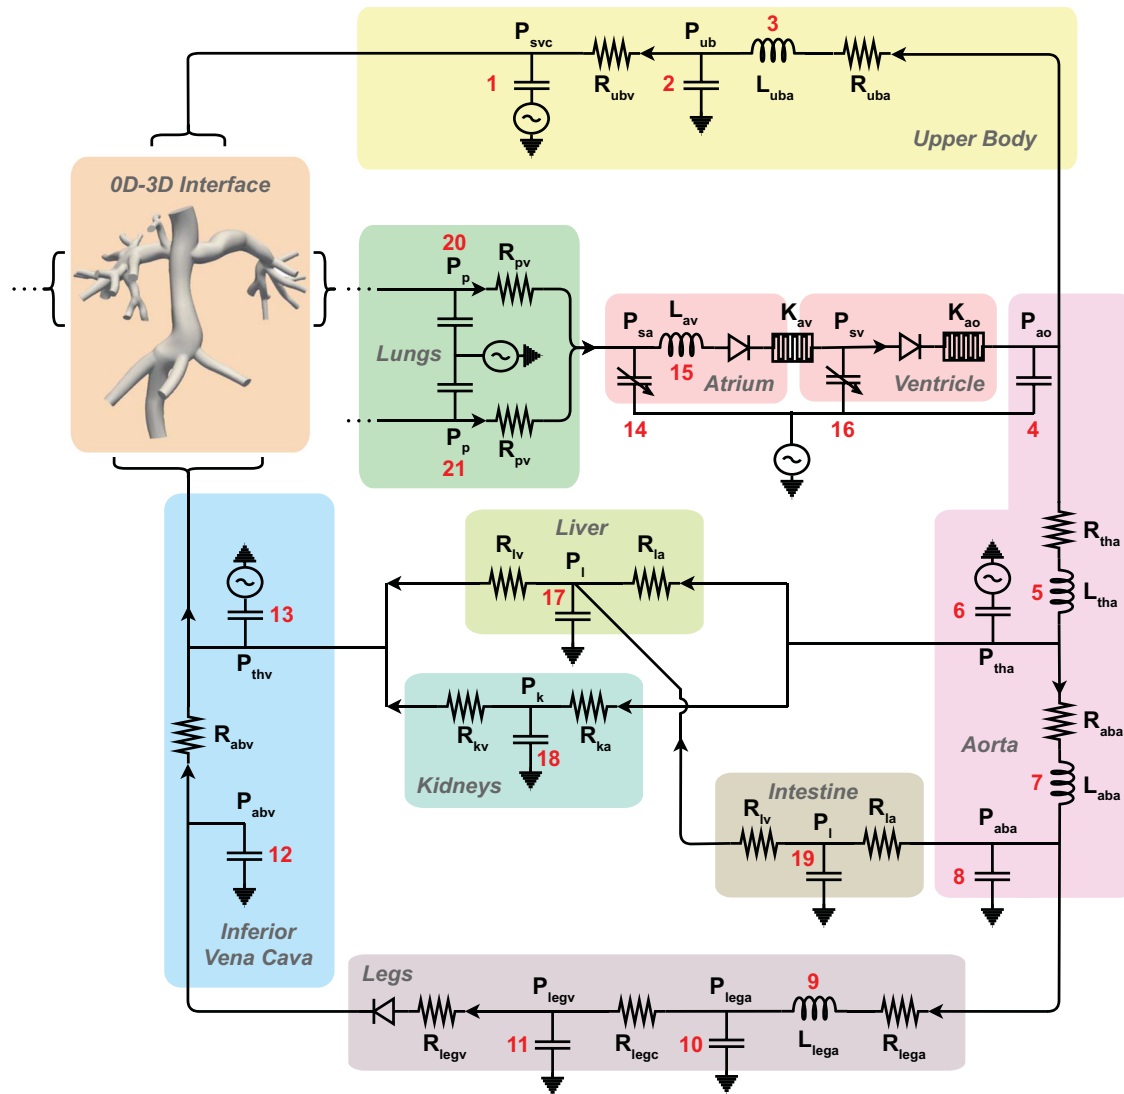 P_svc
3
P_ub
1
R_ubv
2
L_uba
R_uba
Upper Body
0D-3D Interface
20
P_p
R_pv
Lungs
P_p
21
R_pv
P_sa
L_av
K_av
P_sv
K_ao
P_ao
15
Atrium
Ventricle
14
16
4
Liver
R_lv
P_l
R_la
17
R_tha
5
L_tha
6
P_tha
13
P_thv
P_k
R_kv
18
R_ka
Kidneys
R_abv
R_aba
Aorta
7
L_aba
Intestine
R_lv
P_l
R_la
19
P_aba
8
P_abv
12
Inferior
Vena Cava
Legs
P_legv
P_lega
9
R_legv
11
R_legc
10
L_lega
R_lega